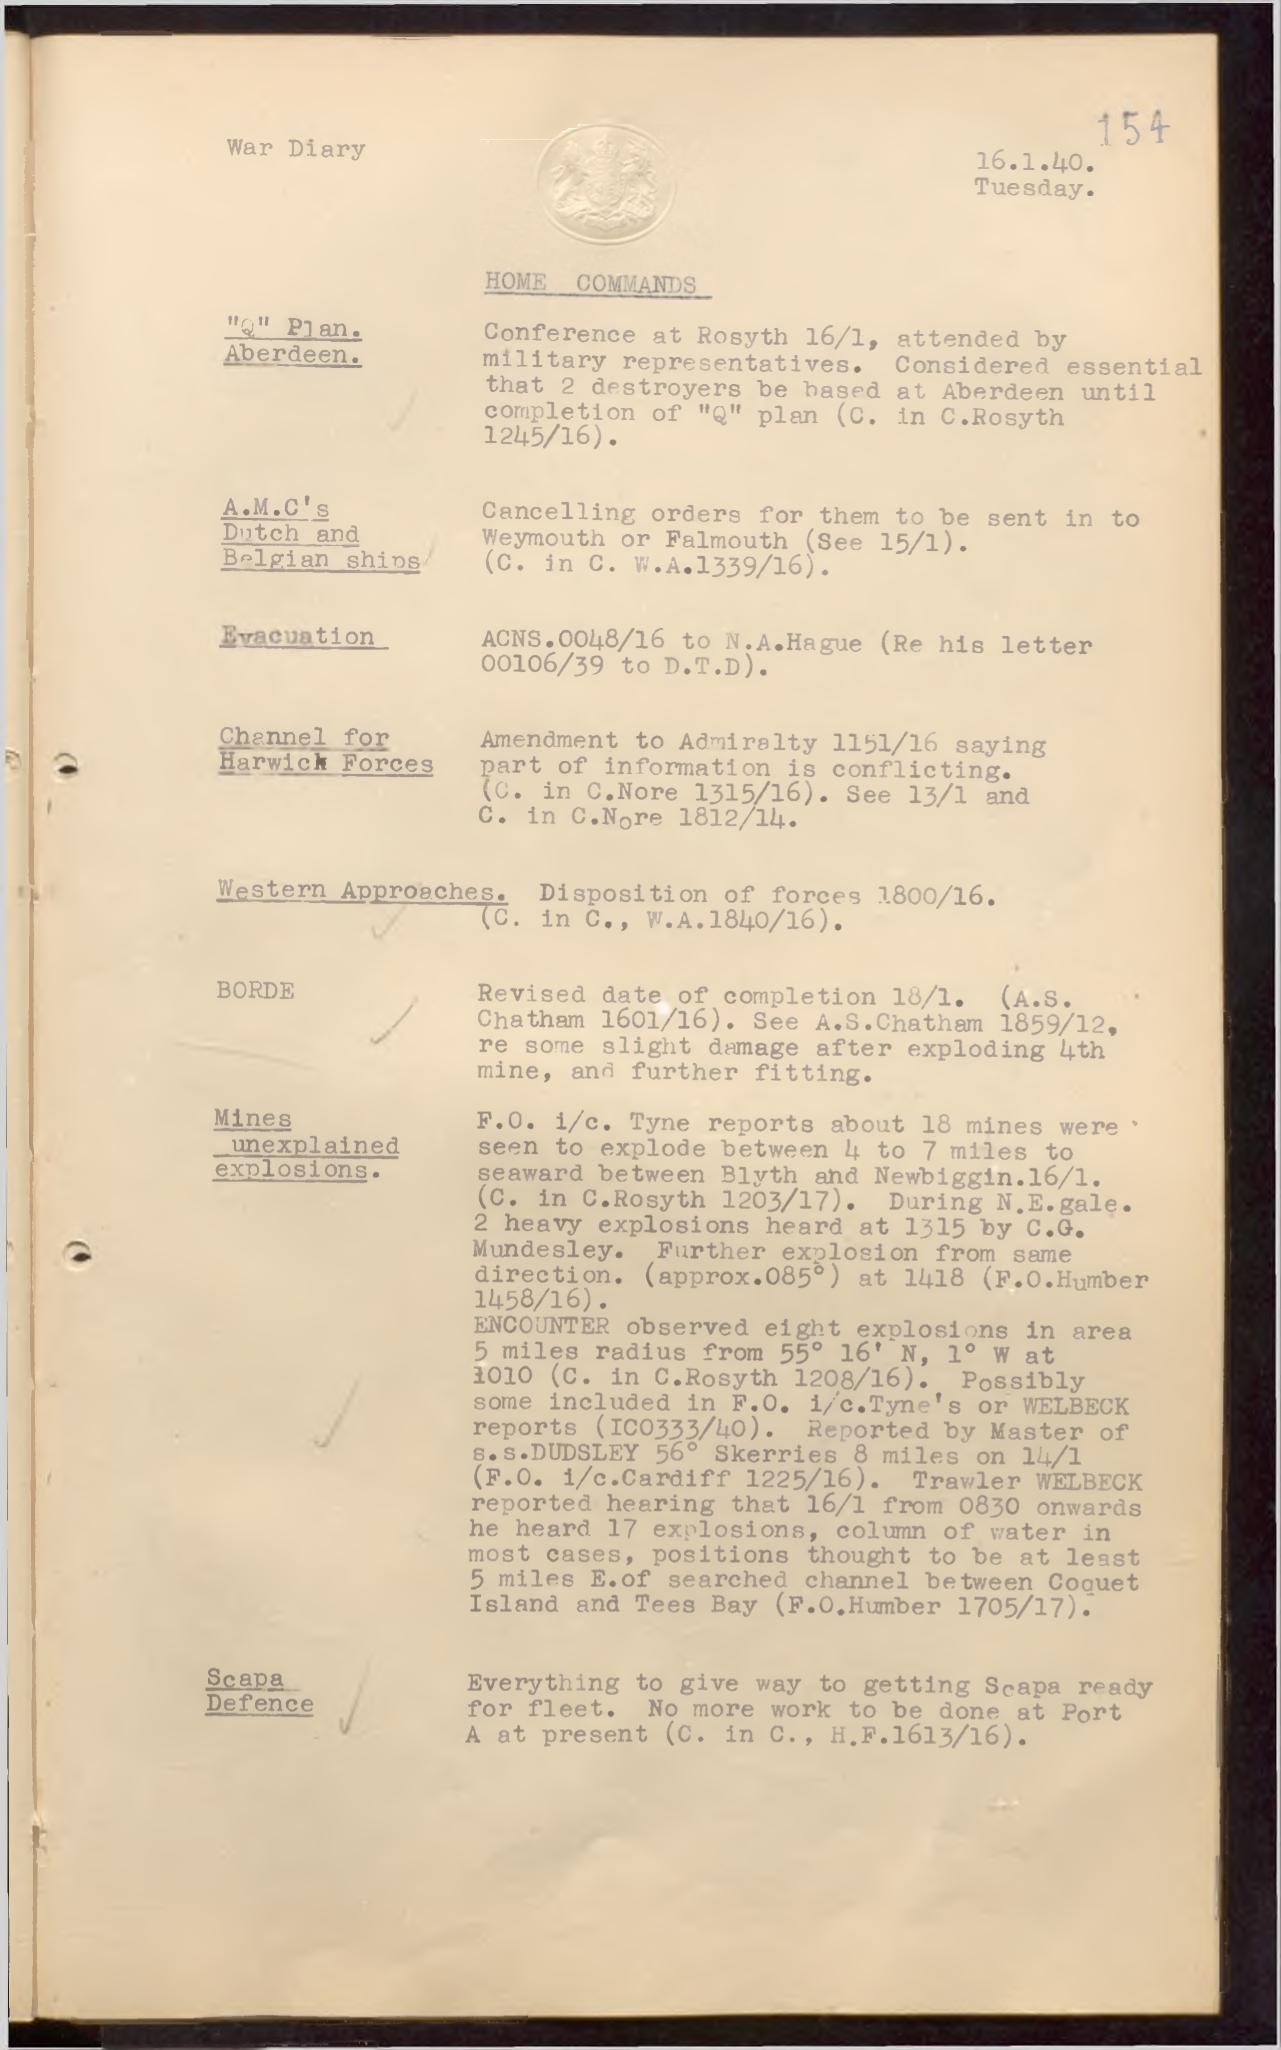 154
War Diary
16.1.40.
Tuesday.
HOME COMMANDS
"Q" Plan.
Aberdeen.
Conference at Rosyth 16/1, attended by
military representatives. Considered essential
that 2 destroyers be based at Aberdeen until
completion of "Q" plan (C. in C.Rosyth
1245/16).
A.M.C's
Dutch and
Belgian ships
Cancelling orders for them to be sent in to
Weymouth or Falmouth (See 15/1).
(C. in C. W.A.1339/16).
Evacuation
ACNS.0048/16 to N.A.Hague (Re his letter
00106/39 to D.T.D).
Channel for
Harwich Forces
Amendment to Admiralty 1151/16 saying
part of information is conflicting.
(C. in C.Nore 1315/16). See 13/1 and
C. in C.Nore 1812/14.
Western Approaches. Disposition of forces 1800/16.
(C. in C., W.A.1840/16).
BORDE
Revised date of completion 18/1. (A.S.
Chatham 1601/16). See A.S.Chatham 1859/12,
re some slight damage after exploding 4th
mine, and further fitting.
Mines
unexplained
explosions.
F.O. i/c. Tyne reports about 18 mines were
seen to explode between 4 to 7 miles to
seaward between Blyth and Newbiggin.16/1.
(C. in C.Rosyth 1203/17). During N.E.gale.
2 heavy explosions heard at 1315 by C.G.
Mundesley. Further explosion from same
direction. (approx.085°) at 1418 (F.O.Humber
1458/16).
ENCOUNTER observed eight explosions in area
5 miles radius from 55° 16' N, 1° W at
1010 (C. in C.Rosyth 1208/16). Possibly
some included in F.O. i/c.Tyne's or WELBECK
reports (ICO333/40). Reported by Master of
s.s.DUDSLEY 56° Skerries 8 miles on 14/1
(F.O. i/c.Cardiff 1225/16). Trawler WELBECK
reported hearing that 16/1 from 0830 onwards
he heard 17 explosions, column of water in
most cases, positions thought to be at least
5 miles E.of searched channel between Coquet
Island and Tees Bay (F.O.Humber 1705/17).
Scapa
Defence
Everything to give way to getting Scapa ready
for fleet. No more work to be done at Port
A at present (C. in C., H.F.1613/16).